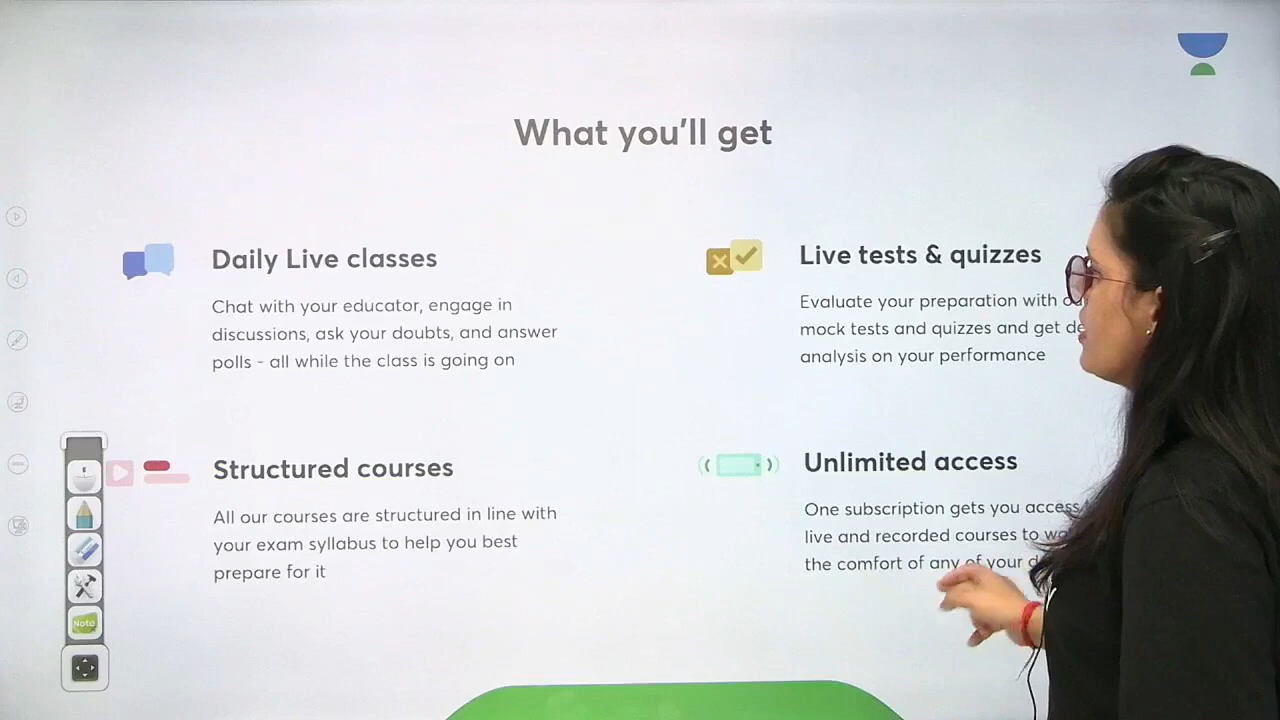 What you'll get
Daily Live classes
Chat with your educator, engage in
discussions, ask your doubts, and answer
polls - all while the class is going on
Live tests & quizzes
Evaluate your preparation with
mock tests and quizzes and get
analysis on your performance
Structured courses
All our courses are structured in line with
your exam syllabus to help you best
prepare for it
Unlimited access
One subscription gets you access
live and recorded courses to
the comfort of any of your
Note